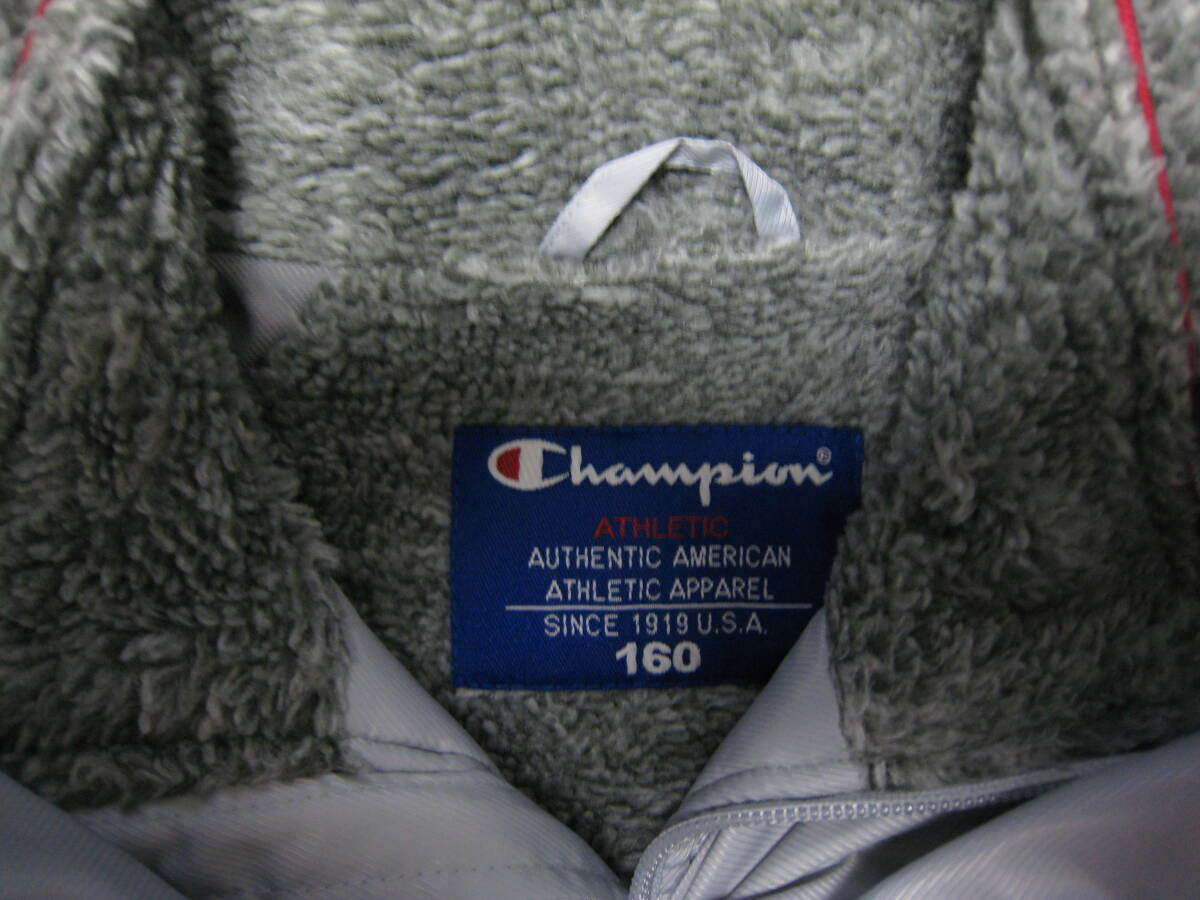 Champion®
ATHLETIC
AUTHENTIC AMERICAN
ATHLETIC APPAREL
SINCE 1919 U.S.A.
160